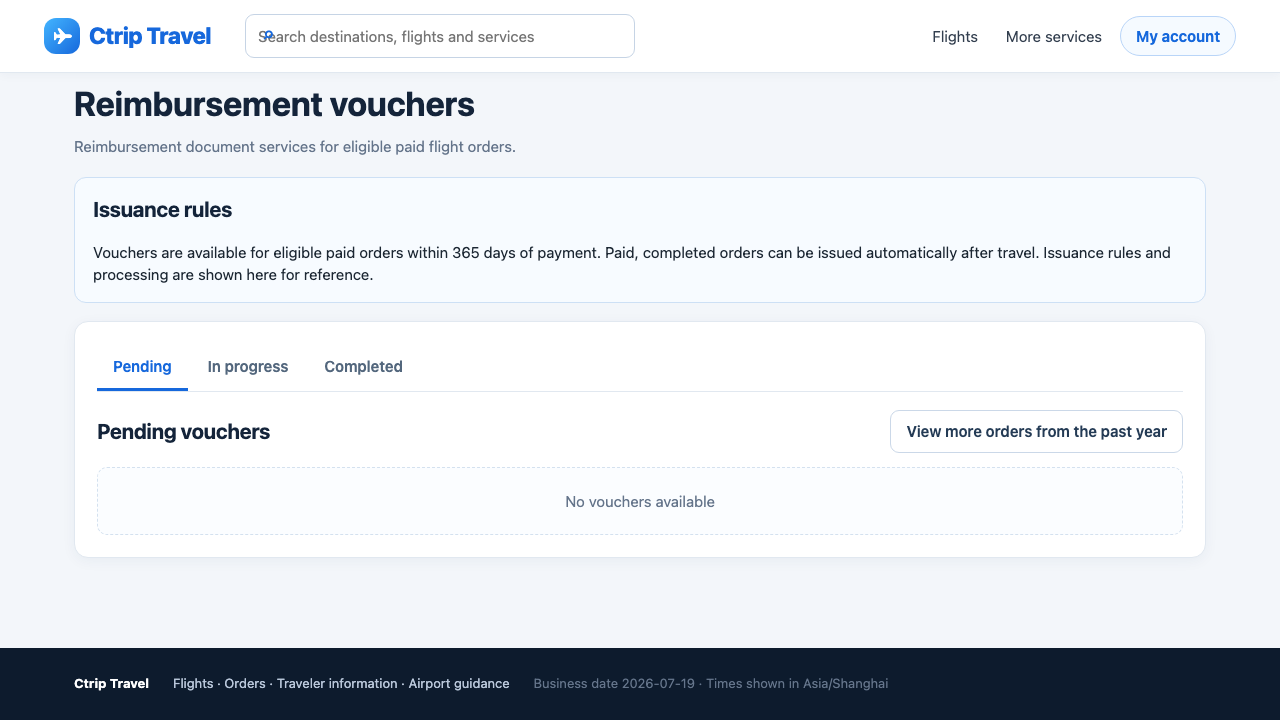 Ctrip Travel
Search destinations, flights and services
Flights
More services
My account
Reimbursement vouchers
Reimbursement document services for eligible paid flight orders.
Issuance rules
Vouchers are available for eligible paid orders within 365 days of payment. Paid, completed orders can be issued automatically after travel. Issuance rules and
processing are shown here for reference.
Pending
In progress
Completed
Pending vouchers
View more orders from the past year
No vouchers available
Ctrip Travel
Flights · Orders · Traveler information · Airport guidance
Business date 2026-07-19 · Times shown in Asia/Shanghai